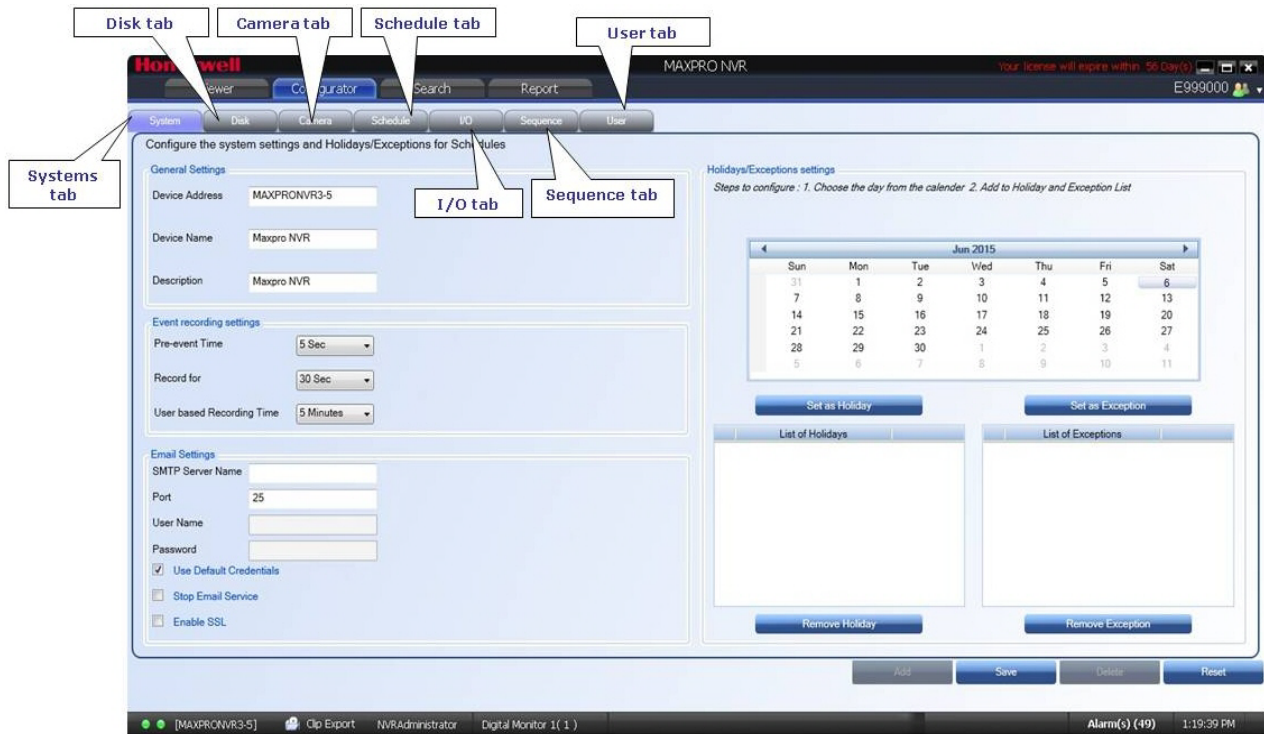 Disk tab
Camera tab
Schedule tab
User tab
Honeywell
MAXPRO NVR
Your license will expire within 56 Day(s)
Viewer
Configurator
Search
Report
E999000
System
Disk
Camera
Schedule
I/O
Sequence
User
Configure the system settings and Holidays/Exceptions for Schedules
Systems
tab
I/O tab
Sequence tab
General Settings
Device Address
MAXPRONVR3-5
Device Name
Maxpro NVR
Description
Maxpro NVR
Event recording settings
Pre-event Time
5 Sec
Record for
30 Sec
User based Recording Time
5 Minutes
Email Settings
SMTP Server Name
Port
25
User Name
Password
Use Default Credentials
Stop Email Service
Enable SSL
Holidays/Exceptions settings
Steps to configure : 1. Choose the day from the calender 2. Add to Holiday and Exception List
Jun 2015
Sun Mon Tue Wed Thu Fri Sat
31 1 2 3 4 5 6
7 8 9 10 11 12 13
14 15 16 17 18 19 20
21 22 23 24 25 26 27
28 29 30 1 2 3 4
5 6 7 8 9 10 11
Set as Holiday
Set as Exception
List of Holidays
List of Exceptions
Remove Holiday
Remove Exception
Add
Save
Delete
Reset
[MAXPRONVR3-5]
Clip Export
NVRAdministrator
Digital Monitor 1( 1 )
Alarm(s) (49)
1:19:39 PM